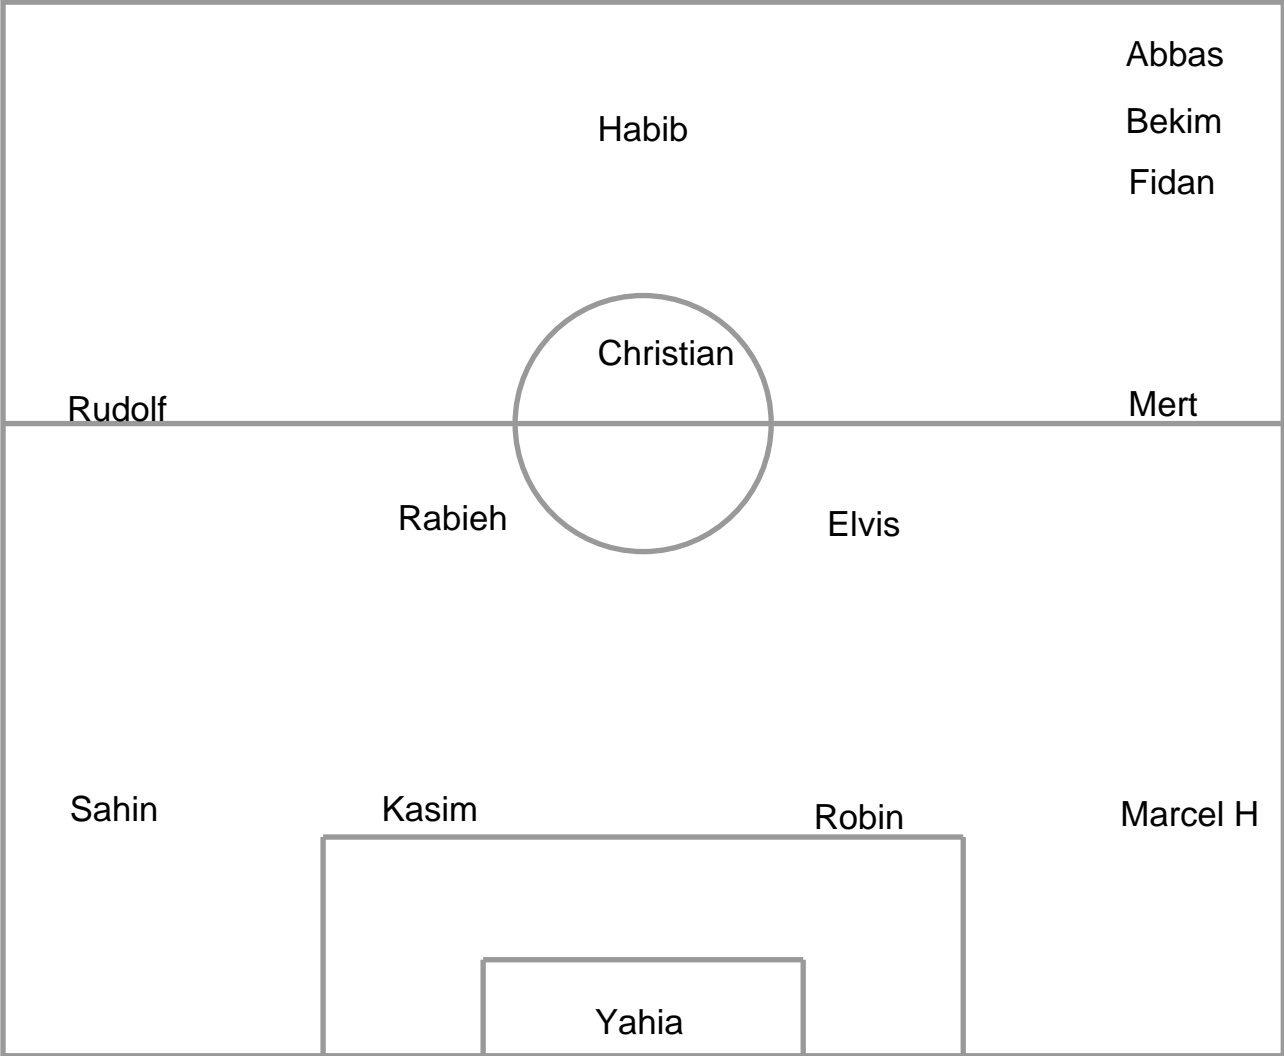 Abbas
Habib
Bekim
Fidan
Christian
Rudolf
Mert
Rabieh
Elvis
Sahin
Kasim
Robin
Marcel H
Yahia